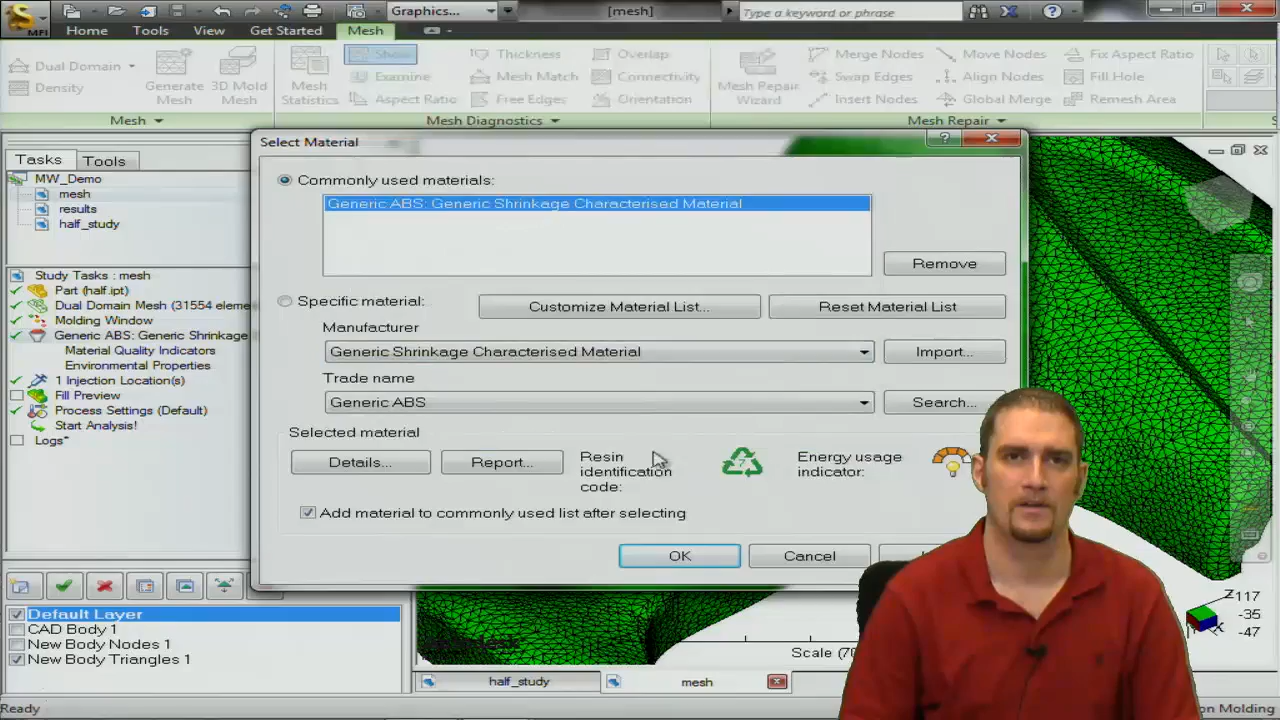 Graphics...
[mesh]
Type a keyword or phrase
MFI
Home
Tools
View
Get Started
Mesh
Dual Domain
Density
Generate Mesh
3D Mold Mesh
Mesh Statistics
Show
Examine
Aspect Ratio
Thickness
Mesh Match
Free Edges
Overlap
Connectivity
Orientation
Mesh Repair Wizard
Merge Nodes
Swap Edges
Insert Nodes
Move Nodes
Align Nodes
Global Merge
Fix Aspect Ratio
Fill Hole
Remesh Area
Mesh
Mesh Diagnostics
Mesh Repair
Tasks
Tools
MW_Demo
mesh
results
half_study
Study Tasks : mesh
Part (half.ipt)
Dual Domain Mesh (31554 eleme
Molding Window
Generic ABS: Generic Shrinkage
Material Quality Indicators
Environmental Properties
1 Injection Location(s)
Fill Preview
Process Settings (Default)
Start Analysis!
Logs*
Select Material
Commonly used materials:
Generic ABS: Generic Shrinkage Characterised Material
Remove
Specific material:
Customize Material List...
Reset Material List
Manufacturer
Generic Shrinkage Characterised Material
Import...
Trade name
Generic ABS
Search...
Selected material
Details...
Report...
Resin
identification
code:
7
Energy usage
indicator:
Add material to commonly used list after selecting
OK
Cancel
Default Layer
CAD Body 1
New Body Nodes 1
New Body Triangles 1
Z
X
117
-35
-47
Scale (70
half_study
mesh
Ready
on Molding